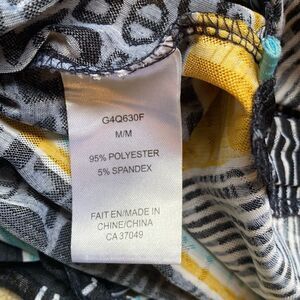 G4Q630F
M/M
95% POLYESTER
5% SPANDEX
FAIT EN/MADE IN
CHINE/CHINA
CA 37049